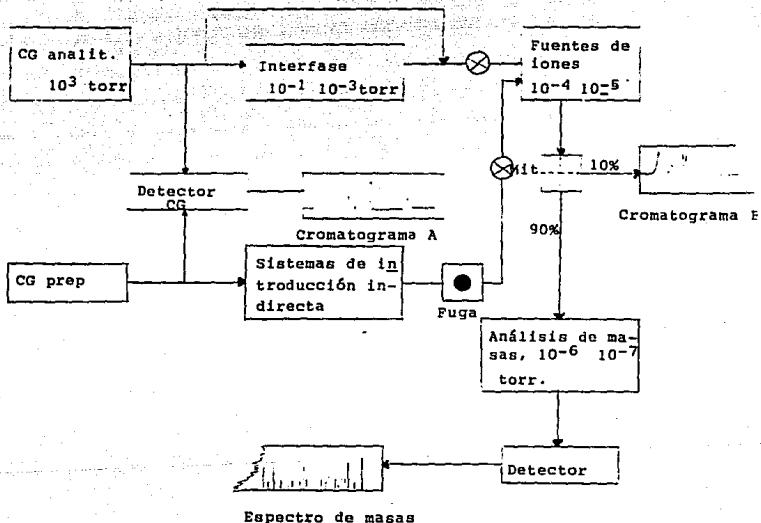 CG analit.
10³ torr
Interfase
10⁻¹ 10⁻³torr
Fuentes de
iones
10⁻⁴ 10⁻⁵
Mit.
10%
Detector
CG
Cromatograma A
Cromatograma
90%
CG prep
Sistemas de in
troducción in-
directa
Fuga
Análisis de ma-
sas, 10⁻⁶ 10⁻⁷
torr.
Detector
Espectro de masas